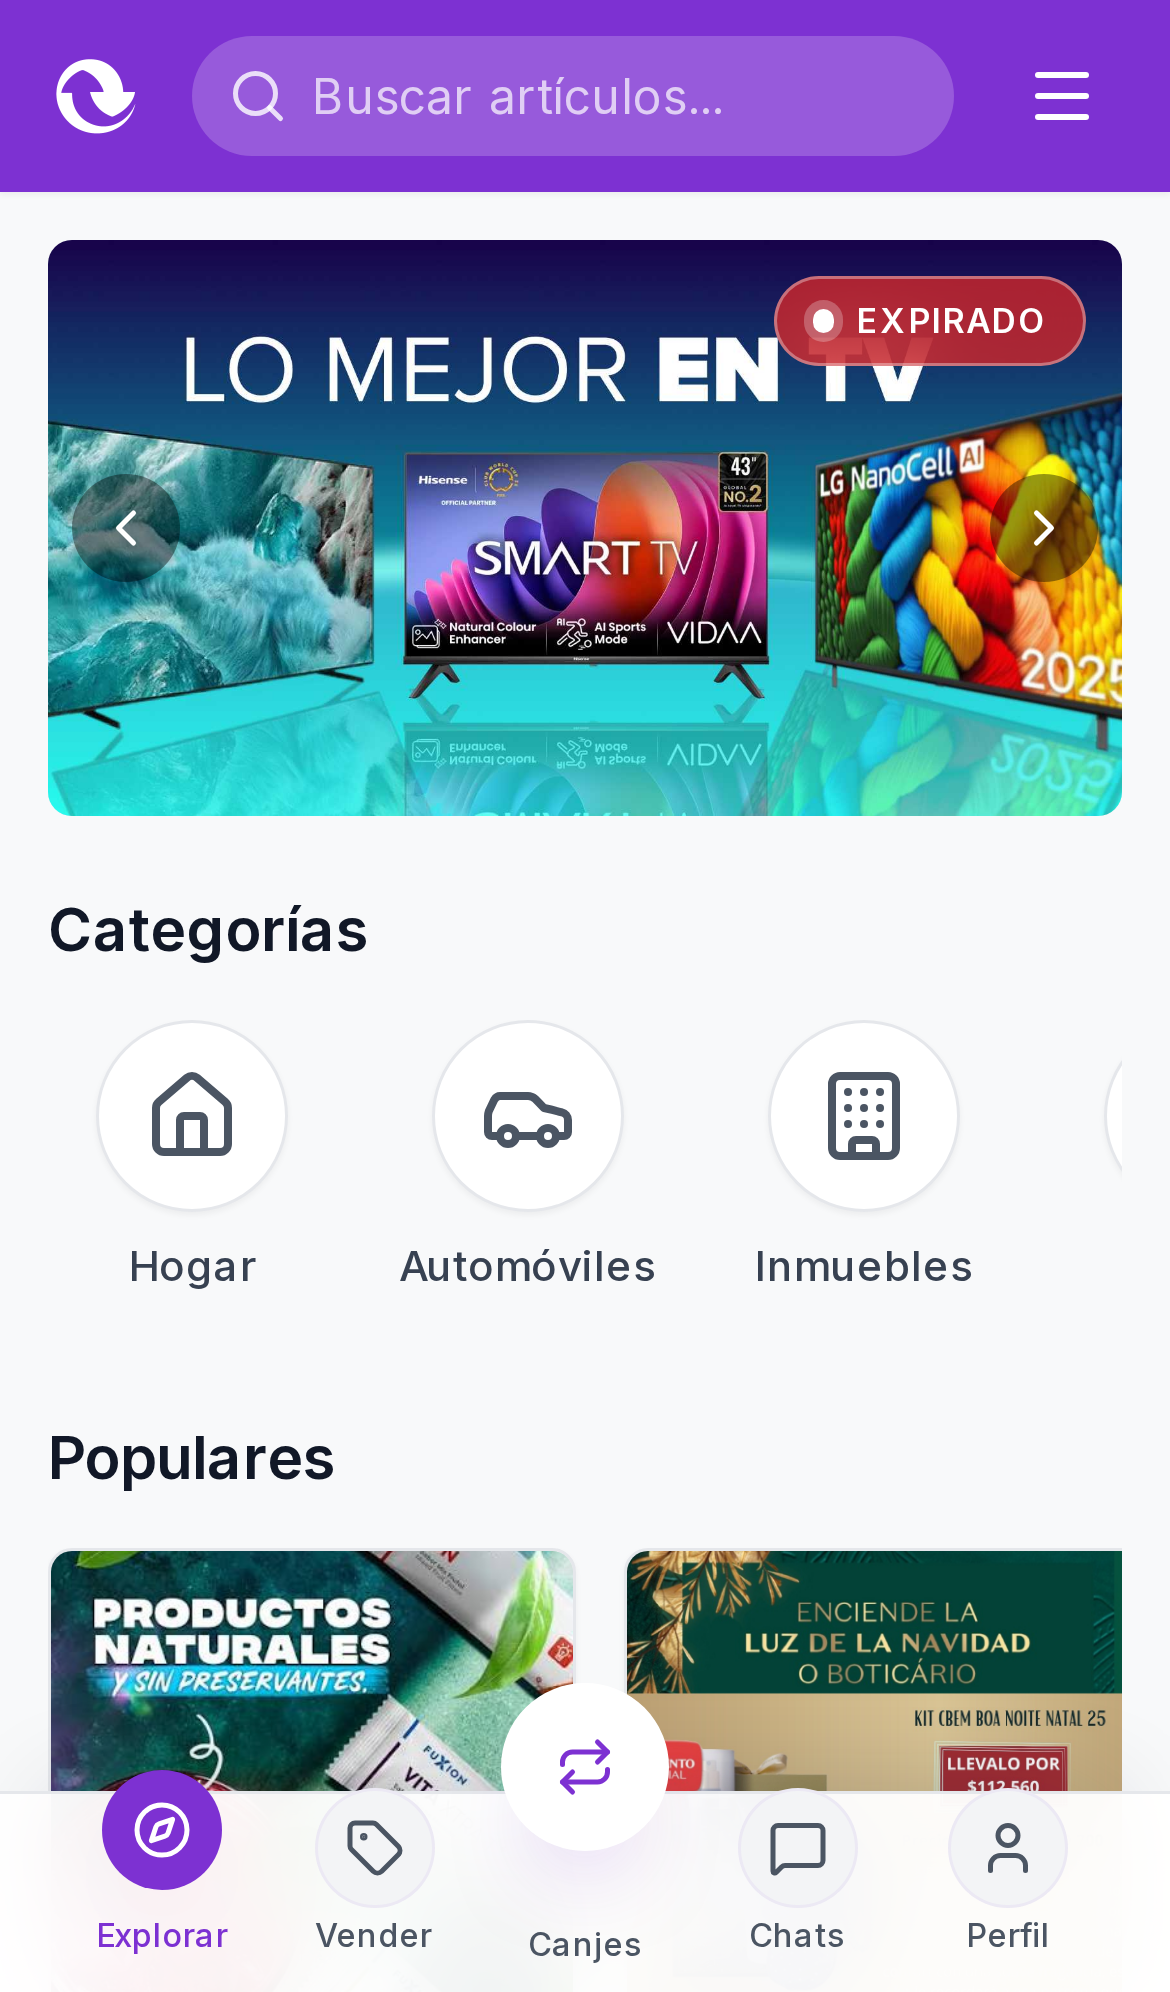 Buscar artículos...
EXPIRADO
LO MEJOR EN TV
Hisense
OFFICIAL PARTNER
43"
GLOBAL
NO.2
SMART TV
Natural Colour
Enhancer
AI Sports
Mode
VIDAA
Hisense
LG NanoCell AI
2025
Categorías
Hogar
Automóviles
Inmuebles
Populares
PRODUCTOS
NATURALES
Y SIN PRESERVANTES.
FUXION
ENCIENDE LA
LUZ DE LA NAVIDAD
O BOTICÁRIO
KIT CBEM BOA NOITE NATAL 25
LLEVALO POR
$112.560
Explorar
Vender
Canjes
Chats
Perfil